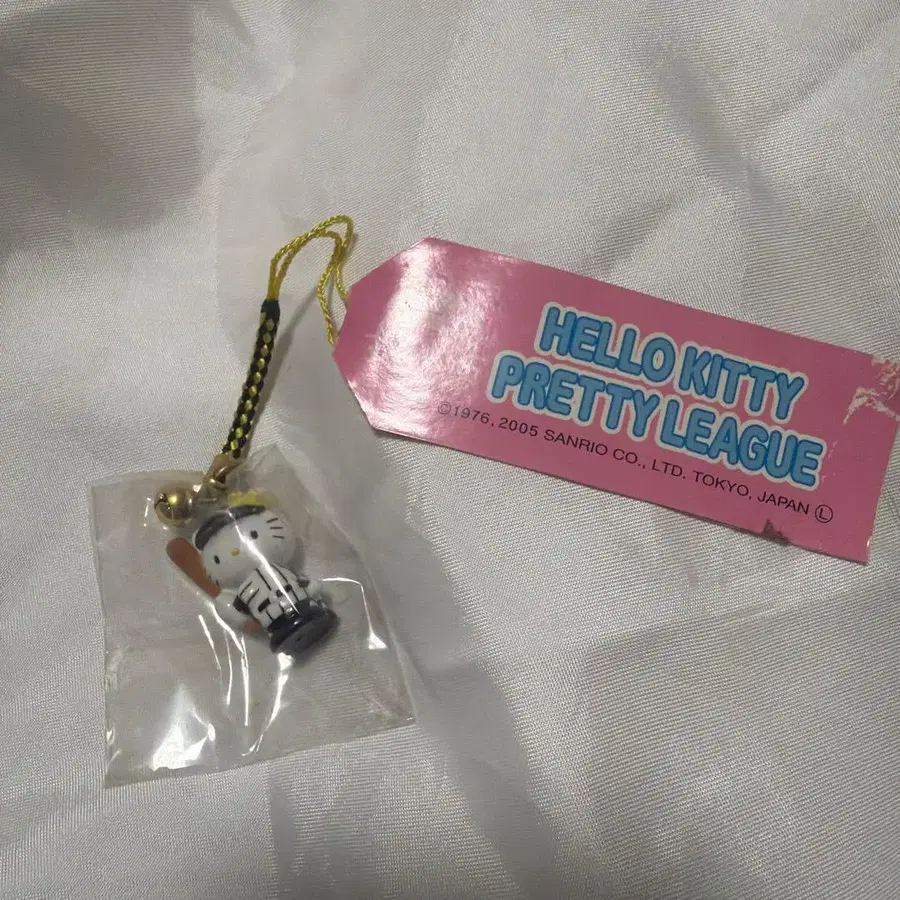 HELLO KITTY
PRETTY LEAGUE
©1976, 2005 SANRIO CO., LTD. TOKYO, JAPAN Ⓛ